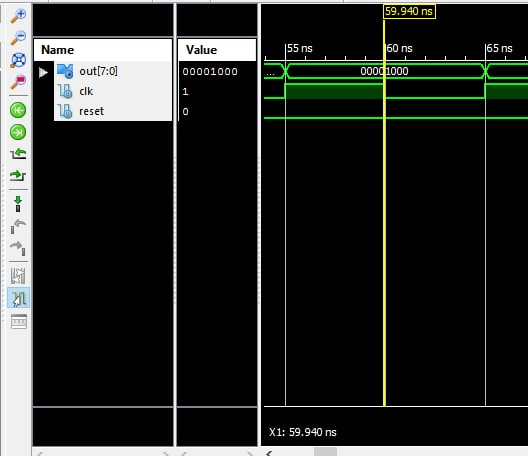 59.940 ns
Name Value 55 ns 60 ns 65 ns
out[7:0] 00001000 ... 00001000
clk 1
reset 0
X1: 59.940 ns